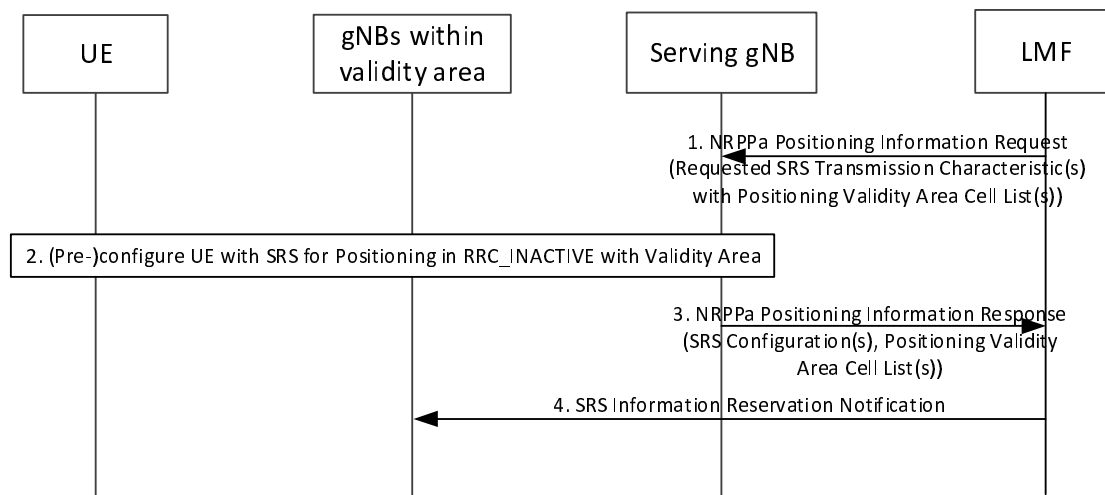 UE
gNBs within
validity area
Serving gNB
LMF
1. NRPPa Positioning Information Request
(Requested SRS Transmission Characteristic(s)
with Positioning Validity Area Cell List(s))
2. (Pre-)configure UE with SRS for Positioning in RRC_INACTIVE with Validity Area
3. NRPPa Positioning Information Response
(SRS Configuration(s), Positioning Validity
Area Cell List(s))
4. SRS Information Reservation Notification